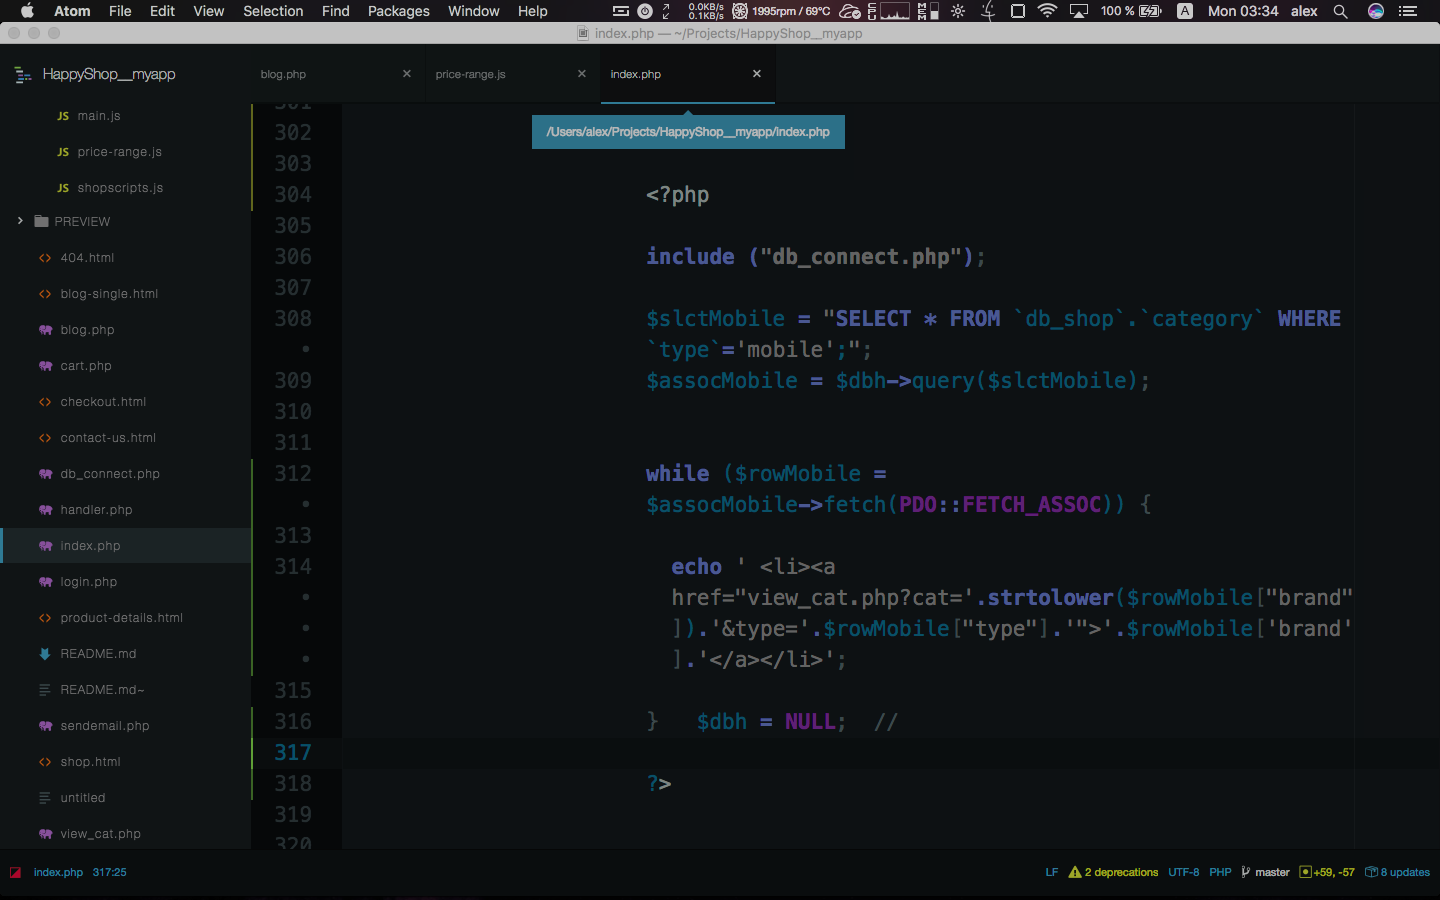 Atom File Edit View Selection Find Packages Window Help 0.0KB/s 0.1KB/s 1995rpm / 69°C CPU MEM 100 % A Mon 03:34 alex
index.php — ~/Projects/HappyShop__myapp
HappyShop__myapp
blog.php × price-range.js × index.php ×
/Users/alex/Projects/HappyShop__myapp/index.php
JS main.js
JS price-range.js
JS shopscripts.js
PREVIEW
404.html
blog-single.html
blog.php
cart.php
checkout.html
contact-us.html
db_connect.php
handler.php
index.php
login.php
product-details.html
README.md
README.md~
sendemail.php
shop.html
untitled
view_cat.php
301
302
303
304 <?php
305
306 include ("db_connect.php");
307
308 $slctMobile = "SELECT * FROM `db_shop`.`category` WHERE
• `type`='mobile';";
309 $assocMobile = $dbh->query($slctMobile);
310
311
312 while ($rowMobile =
• $assocMobile->fetch(PDO::FETCH_ASSOC)) {
313
314 echo ' <li><a
• href="view_cat.php?cat='.strtolower($rowMobile["brand"
• ]).'&type='.$rowMobile["type"].'">'.$rowMobile['brand'
• ].'</a></li>';
315
316 } $dbh = NULL; //
317
318 ?>
319
320
index.php 317:25 LF 2 deprecations UTF-8 PHP master +59, -57 8 updates